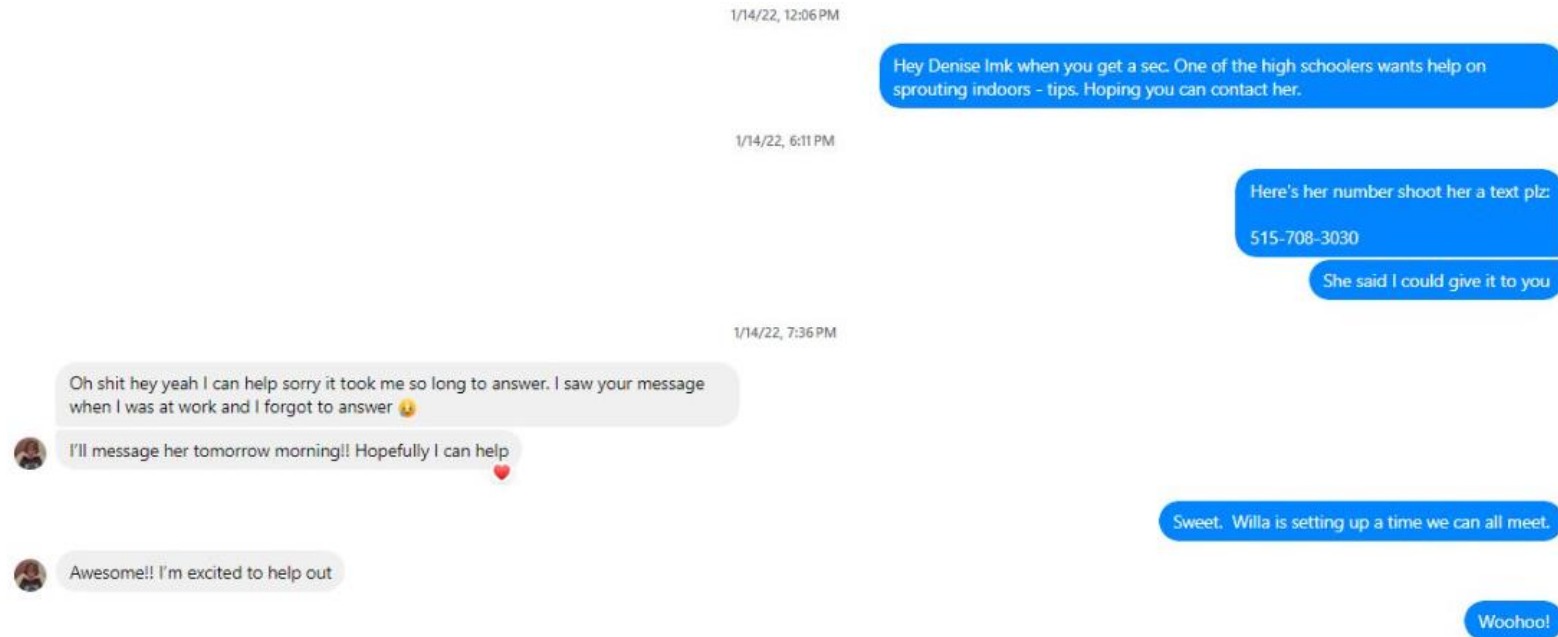 1/14/22, 12:06 PM
Hey Denise lmk when you get a sec. One of the high schoolers wants help on
sprouting indoors - tips. Hoping you can contact her.
1/14/22, 6:11 PM
Here's her number shoot her a text plz:
515-708-3030
She said I could give it to you
1/14/22, 7:36 PM
Oh shit hey yeah I can help sorry it took me so long to answer. I saw your message
when I was at work and I forgot to answer 😢
I'll message her tomorrow morning!! Hopefully I can help
Sweet.  Willa is setting up a time we can all meet.
Awesome!! I'm excited to help out
Woohoo!